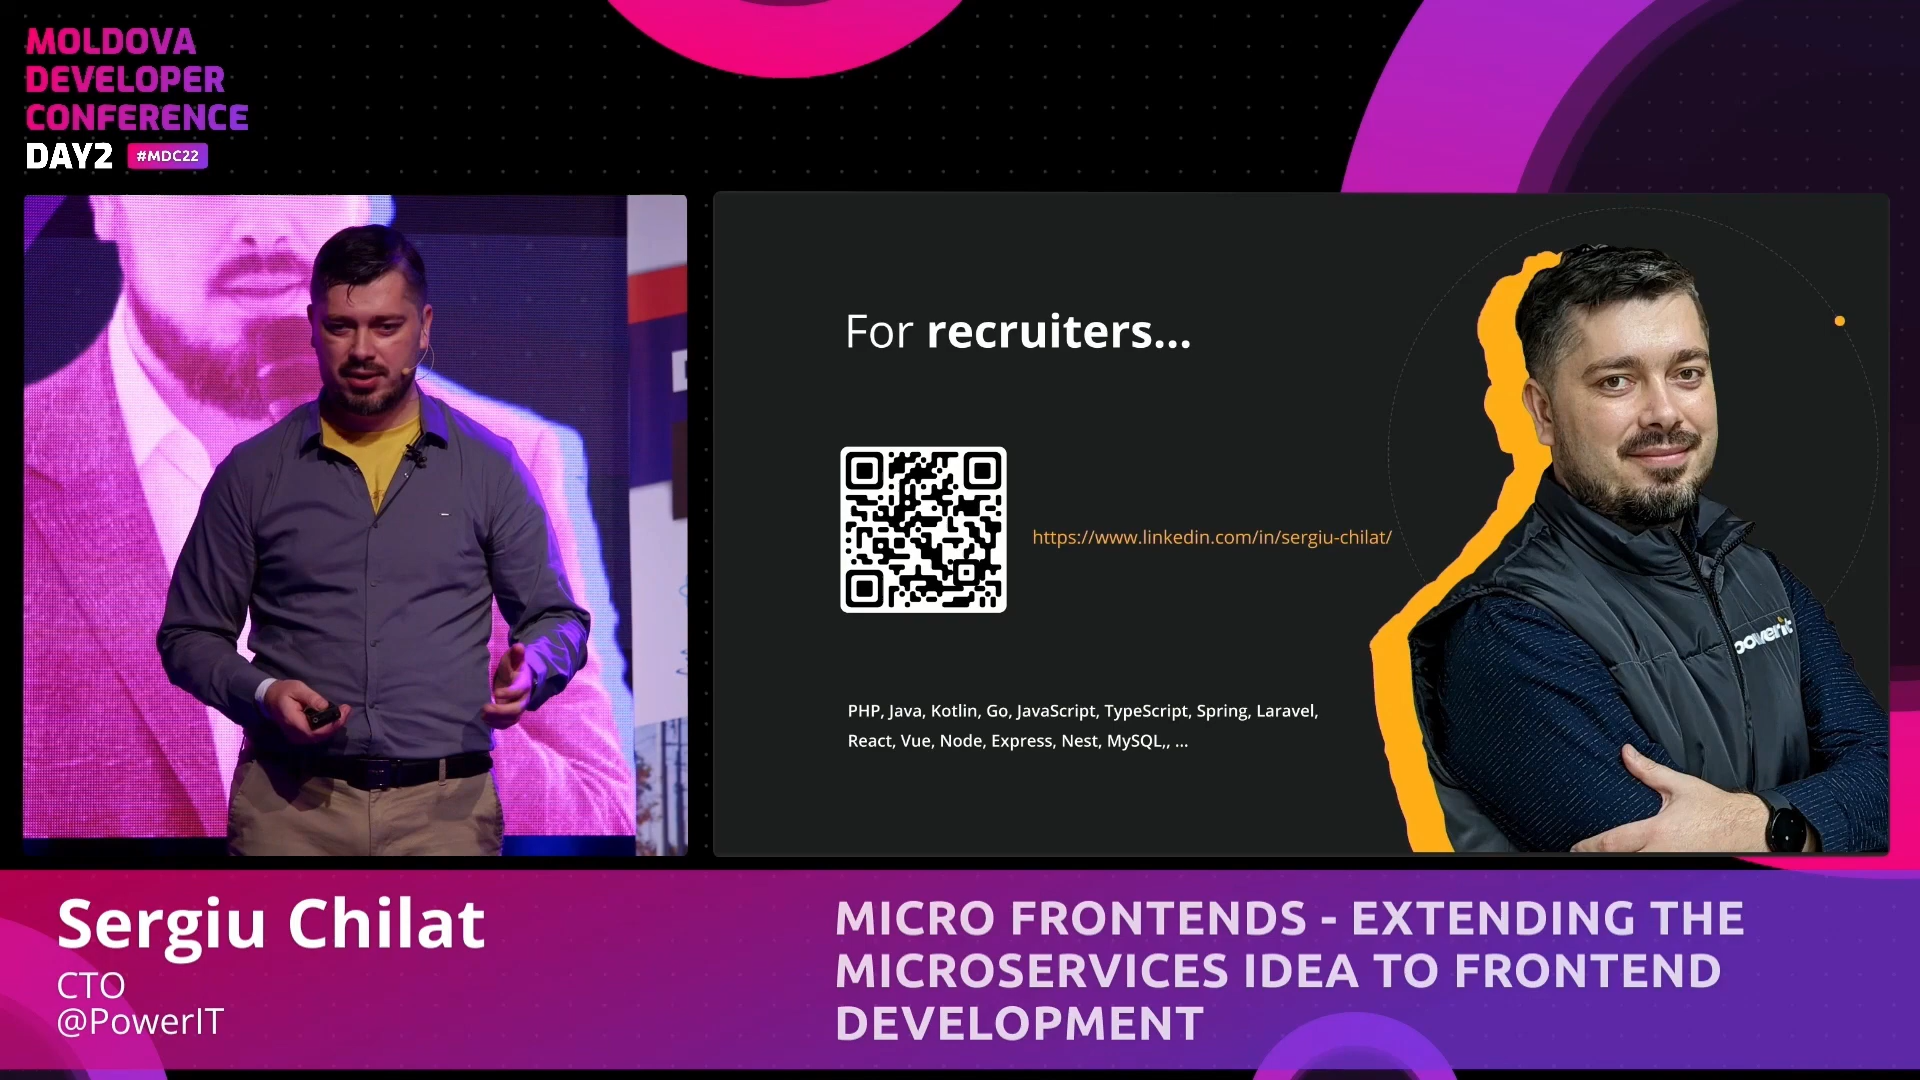 MOLDOVA
DEVELOPER
CONFERENCE
DAY2 #MDC22
For recruiters...
https://www.linkedin.com/in/sergiu-chilat/
powerit
PHP, Java, Kotlin, Go, JavaScript, TypeScript, Spring, Laravel,
React, Vue, Node, Express, Nest, MySQL,, ...
Sergiu Chilat
CTO
@PowerIT
MICRO FRONTENDS - EXTENDING THE
MICROSERVICES IDEA TO FRONTEND
DEVELOPMENT